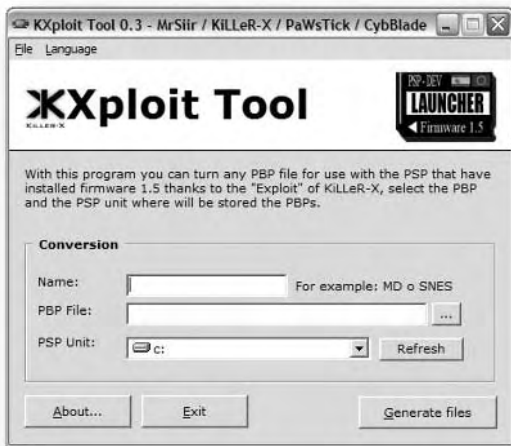 KXploit Tool 0.3 - MrSiir / KiLLeR-X / PaWsTick / CybBlade
File Language
KXploit Tool
KiLLeR-X
PSP-DEV
LAUNCHER
Firmware 1.5
With this program you can turn any PBP file for use with the PSP that have
installed firmware 1.5 thanks to the "Exploit" of KiLLeR-X, select the PBP
and the PSP unit where will be stored the PBPs.
Conversion
Name:
For example: MD o SNES
PBP File:
...
PSP Unit:
c:
Refresh
About...
Exit
Generate files